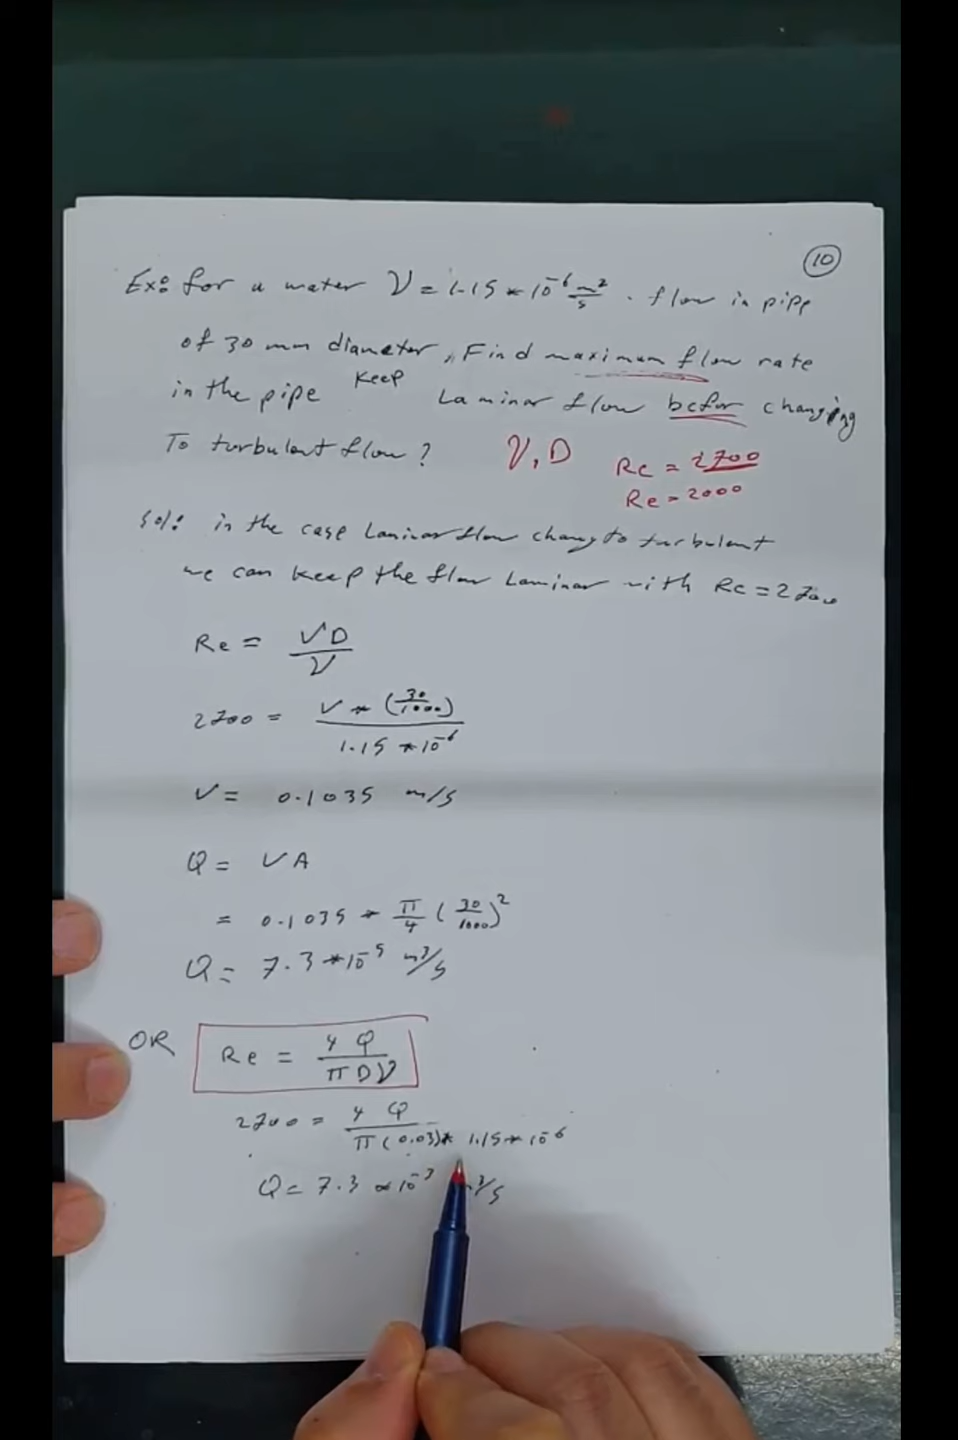 10
Ex: for a water ν = 1.15 * 10^-6 m²/s . flow in pipe
of 30 mm diameter, Find maximum flow rate
in the pipe Keep Laminar flow befor changing
To turbulent flow?
ν, D Re = 2700
Re = 2000
Sol: in the case Laminar flow chang to turbulent
we can keep the flow Laminar with Re = 2700
Re = VD/ν
2700 = V * (30/1000) / 1.15 * 10^-6
V = 0.1035 m/s
Q = VA
= 0.1035 * π/4 (30/1000)²
Q = 7.3 * 10^-5 m³/s
OR Re = 4Q/πDν
2700 = 4Q / π(0.03) * 1.15 * 10^-6
Q = 7.3 * 10 m³/s